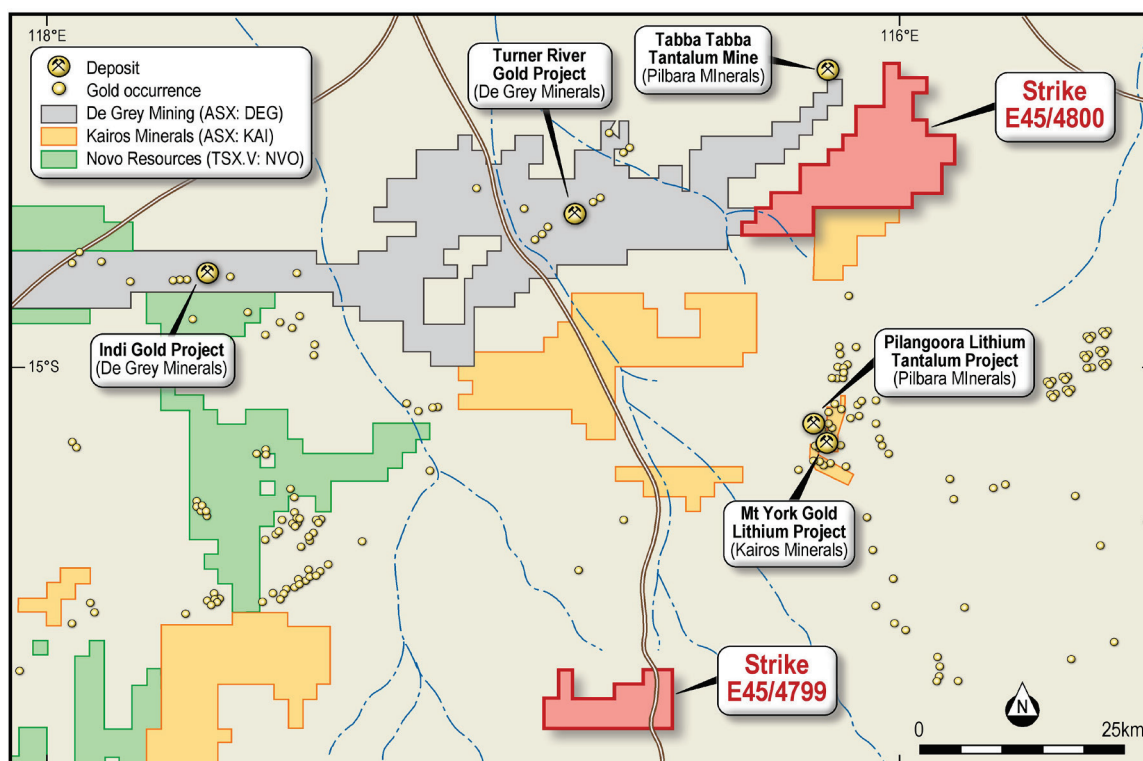 118°E
116°E
Deposit
Gold occurrence
De Grey Mining (ASX: DEG)
Kairos Minerals (ASX: KAI)
Novo Resources (TSX.V: NVO)
Turner River
Gold Project
(De Grey Minerals)
Tabba Tabba
Tantalum Mine
(Pilbara MInerals)
Strike
E45/4800
Indi Gold Project
(De Grey Minerals)
15°S
Pilangoora Lithium
Tantalum Project
(Pilbara MInerals)
Mt York Gold
Lithium Project
(Kairos Minerals)
Strike
E45/4799
N
0
25km